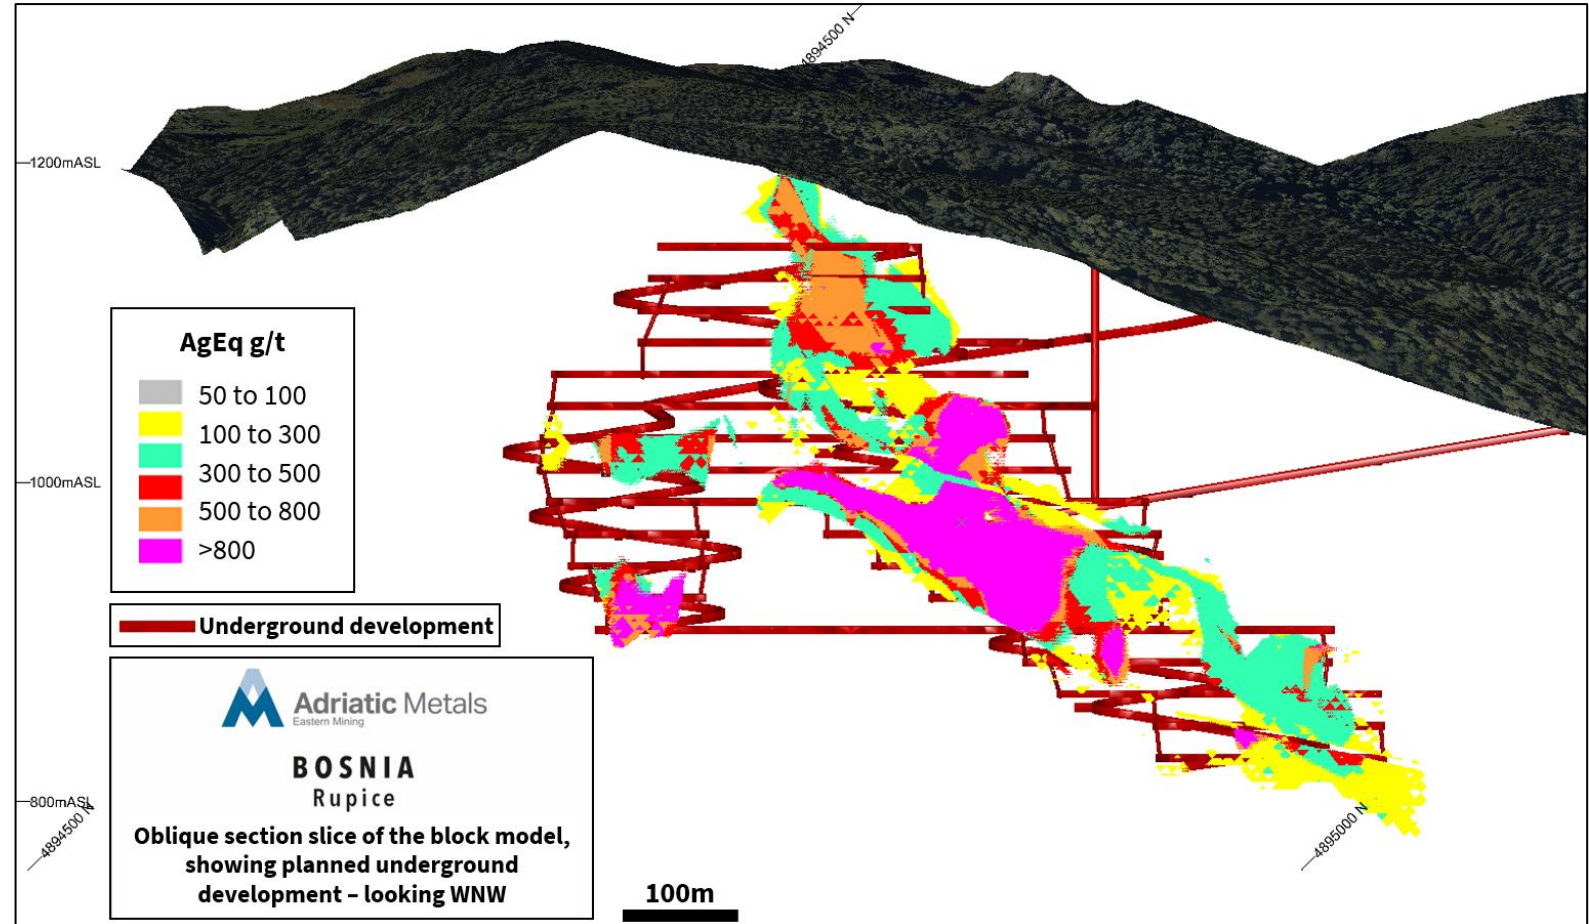 4894500 N
1200mASL
AgEq g/t
50 to 100
100 to 300
300 to 500
500 to 800
>800
1000mASL
Underground development
Adriatic Metals
Eastern Mining
BOSNIA
Rupice
Oblique section slice of the block model,
showing planned underground
development – looking WNW
800mASL
4894500 N
4895000 N
100m